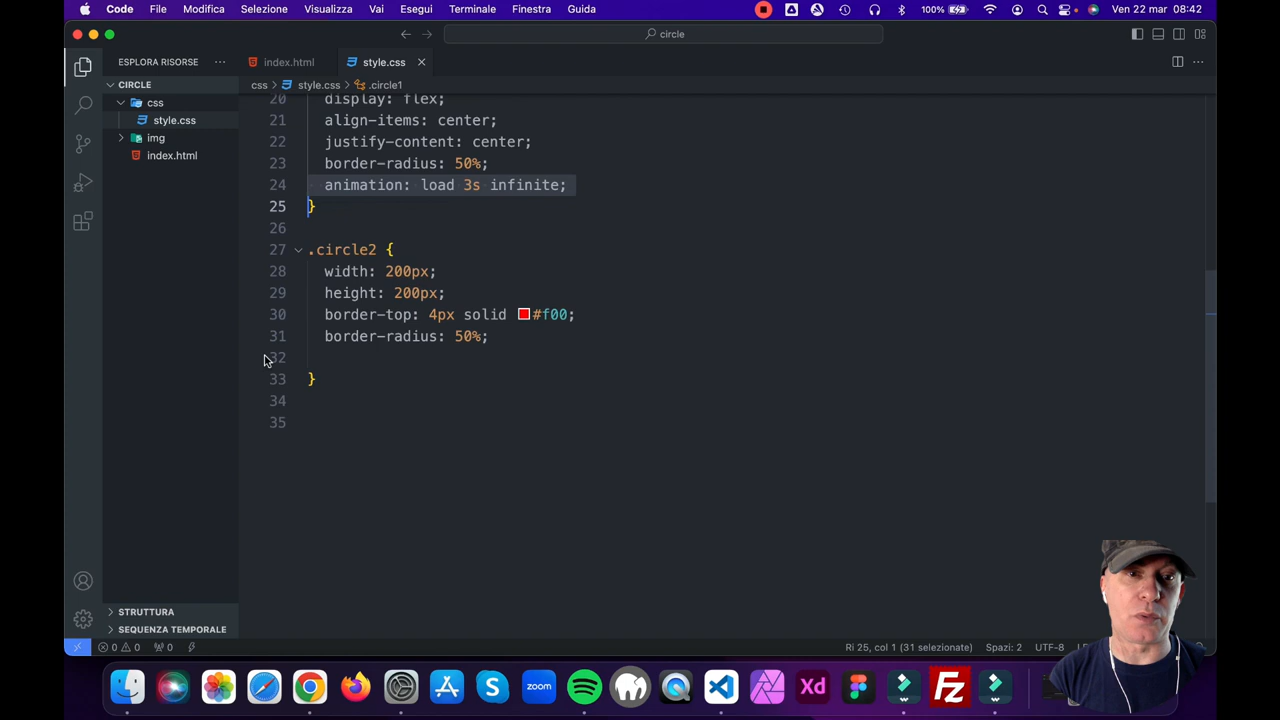 Code File Modifica Selezione Visualizza Vai Esegui Terminale Finestra Guida 100% Ven 22 mar 08:42
circle
ESPLORA RISORSE ··· index.html style.css
CIRCLE css > style.css > .circle1
css
style.css
img
index.html
20 display: flex;
21 align-items: center;
22 justify-content: center;
23 border-radius: 50%;
24 animation: load 3s infinite;
25 }
26
27 .circle2 {
28 width: 200px;
29 height: 200px;
30 border-top: 4px solid #f00;
31 border-radius: 50%;
32
33 }
34
35
STRUTTURA
SEQUENZA TEMPORALE
0 0 0 Ri 25, col 1 (31 selezionate) Spazi: 2 UTF-8
zoom Xd Fz